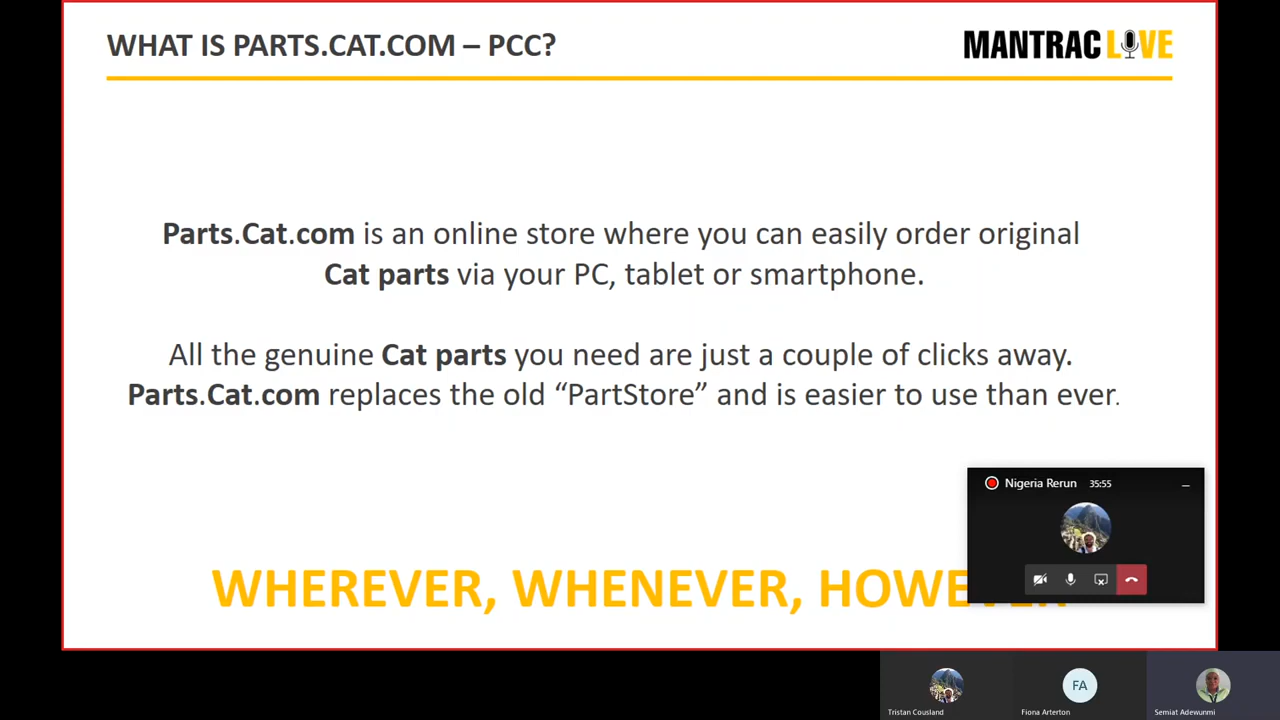 WHAT IS PARTS.CAT.COM – PCC?
MANTRAC LIVE
Parts.Cat.com is an online store where you can easily order original
Cat parts via your PC, tablet or smartphone.
All the genuine Cat parts you need are just a couple of clicks away.
Parts.Cat.com replaces the old “PartStore” and is easier to use than ever.
Nigeria Rerun 35:55
WHEREVER, WHENEVER, HOWEVER
FA
Tristan Cousland
Fiona Arterton
Semiat Adewunmi